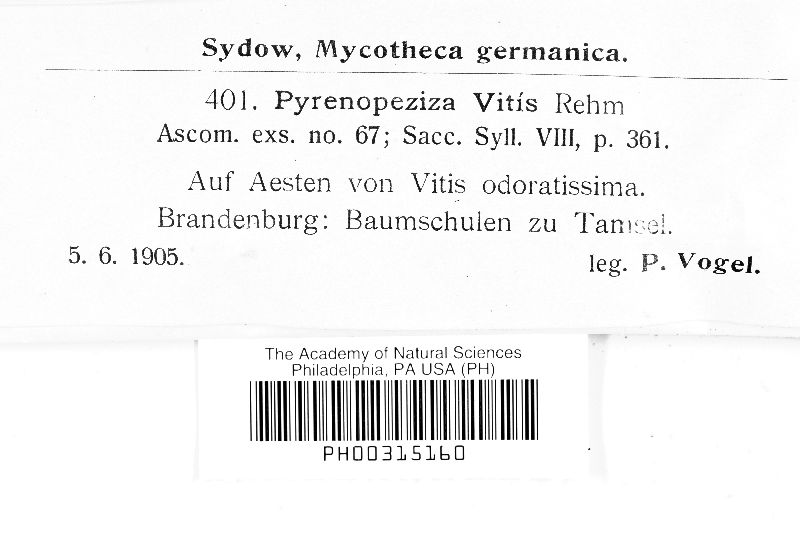 Sydow, Mycotheca germanica.
401. Pyrenopeziza Vitis Rehm
Ascom. exs. no. 67; Sacc. Syll. VIII, p. 361.
Auf Aesten von Vitis odoratissima.
Brandenburg: Baumschulen zu Tamsel.
5. 6. 1905.
leg. P. Vogel.
The Academy of Natural Sciences
Philadelphia, PA USA (PH)
PH00315160